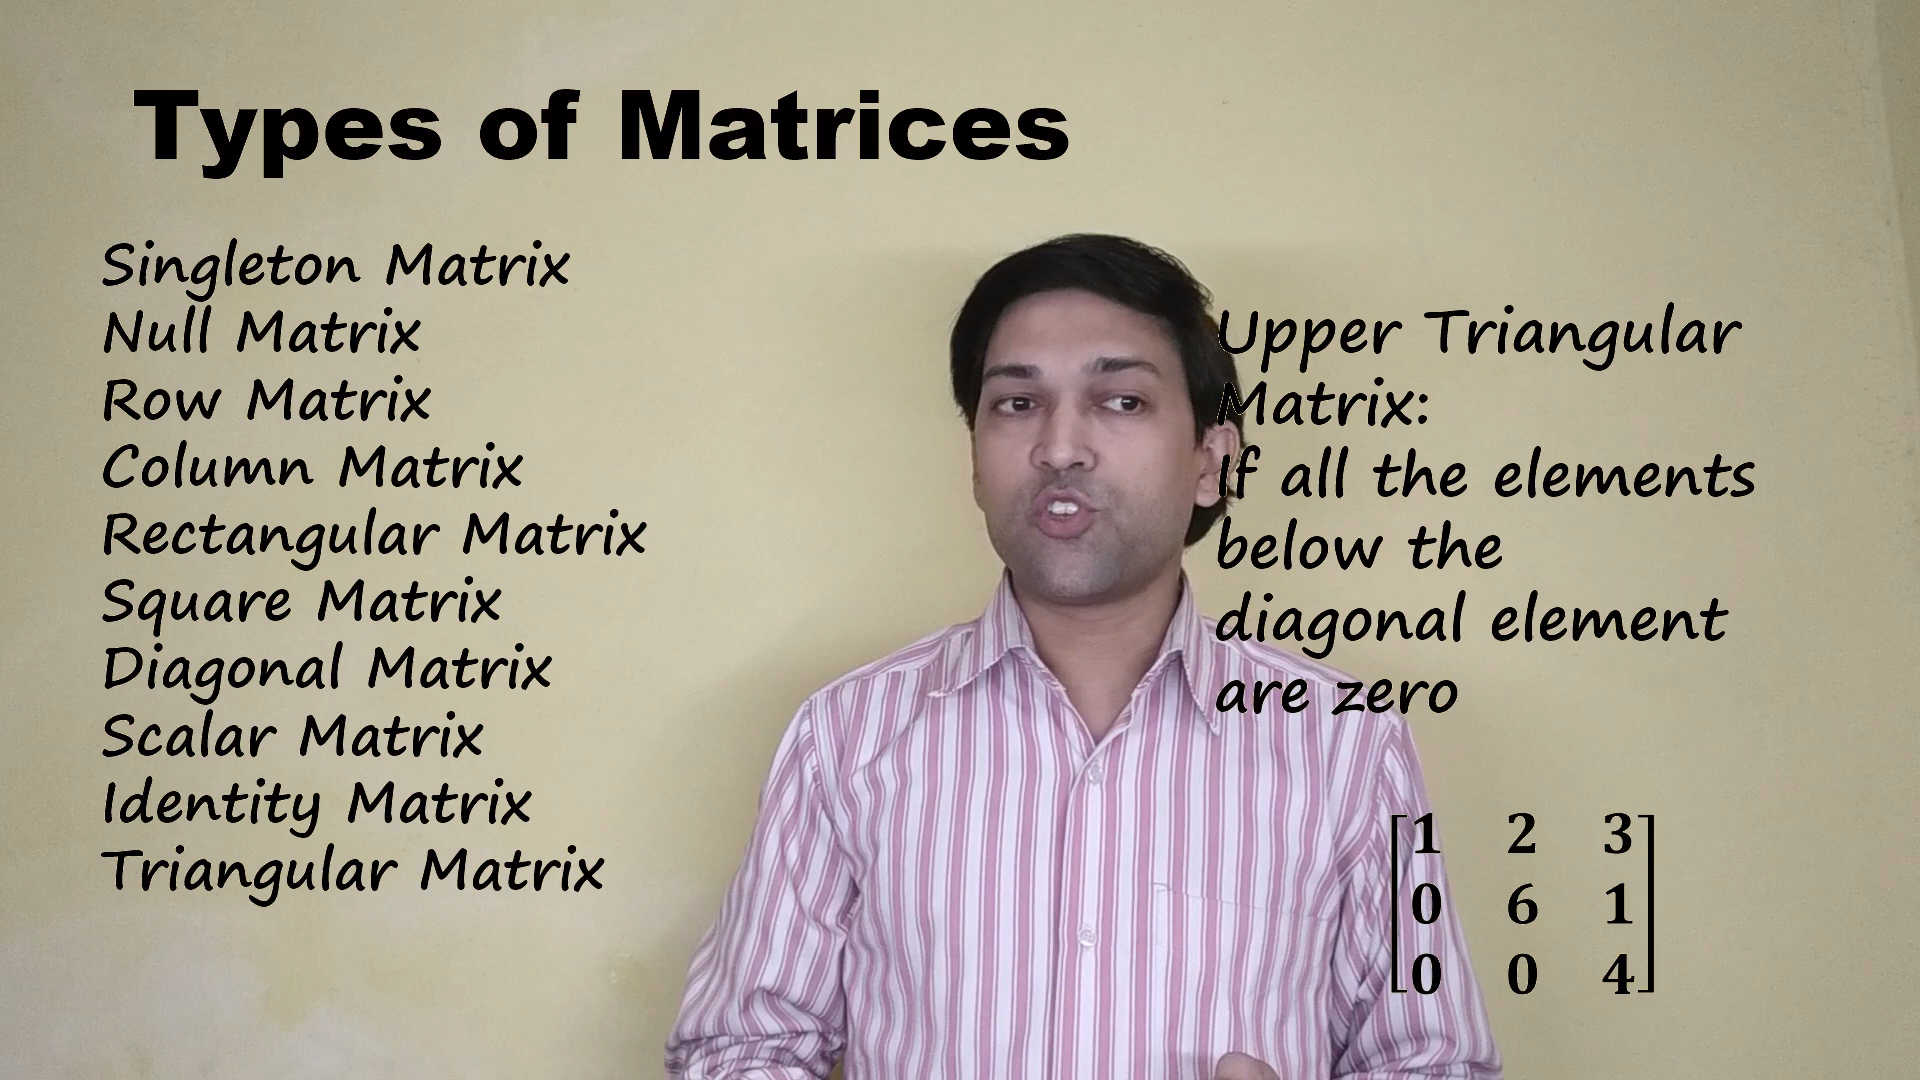 Types of Matrices
Singleton Matrix
Null Matrix
Row Matrix
Column Matrix
Rectangular Matrix
Square Matrix
Diagonal Matrix
Scalar Matrix
Identity Matrix
Triangular Matrix
Upper Triangular
Matrix:
If all the elements
below the
diagonal element
are zero
1 2 3
0 6 1
0 0 4